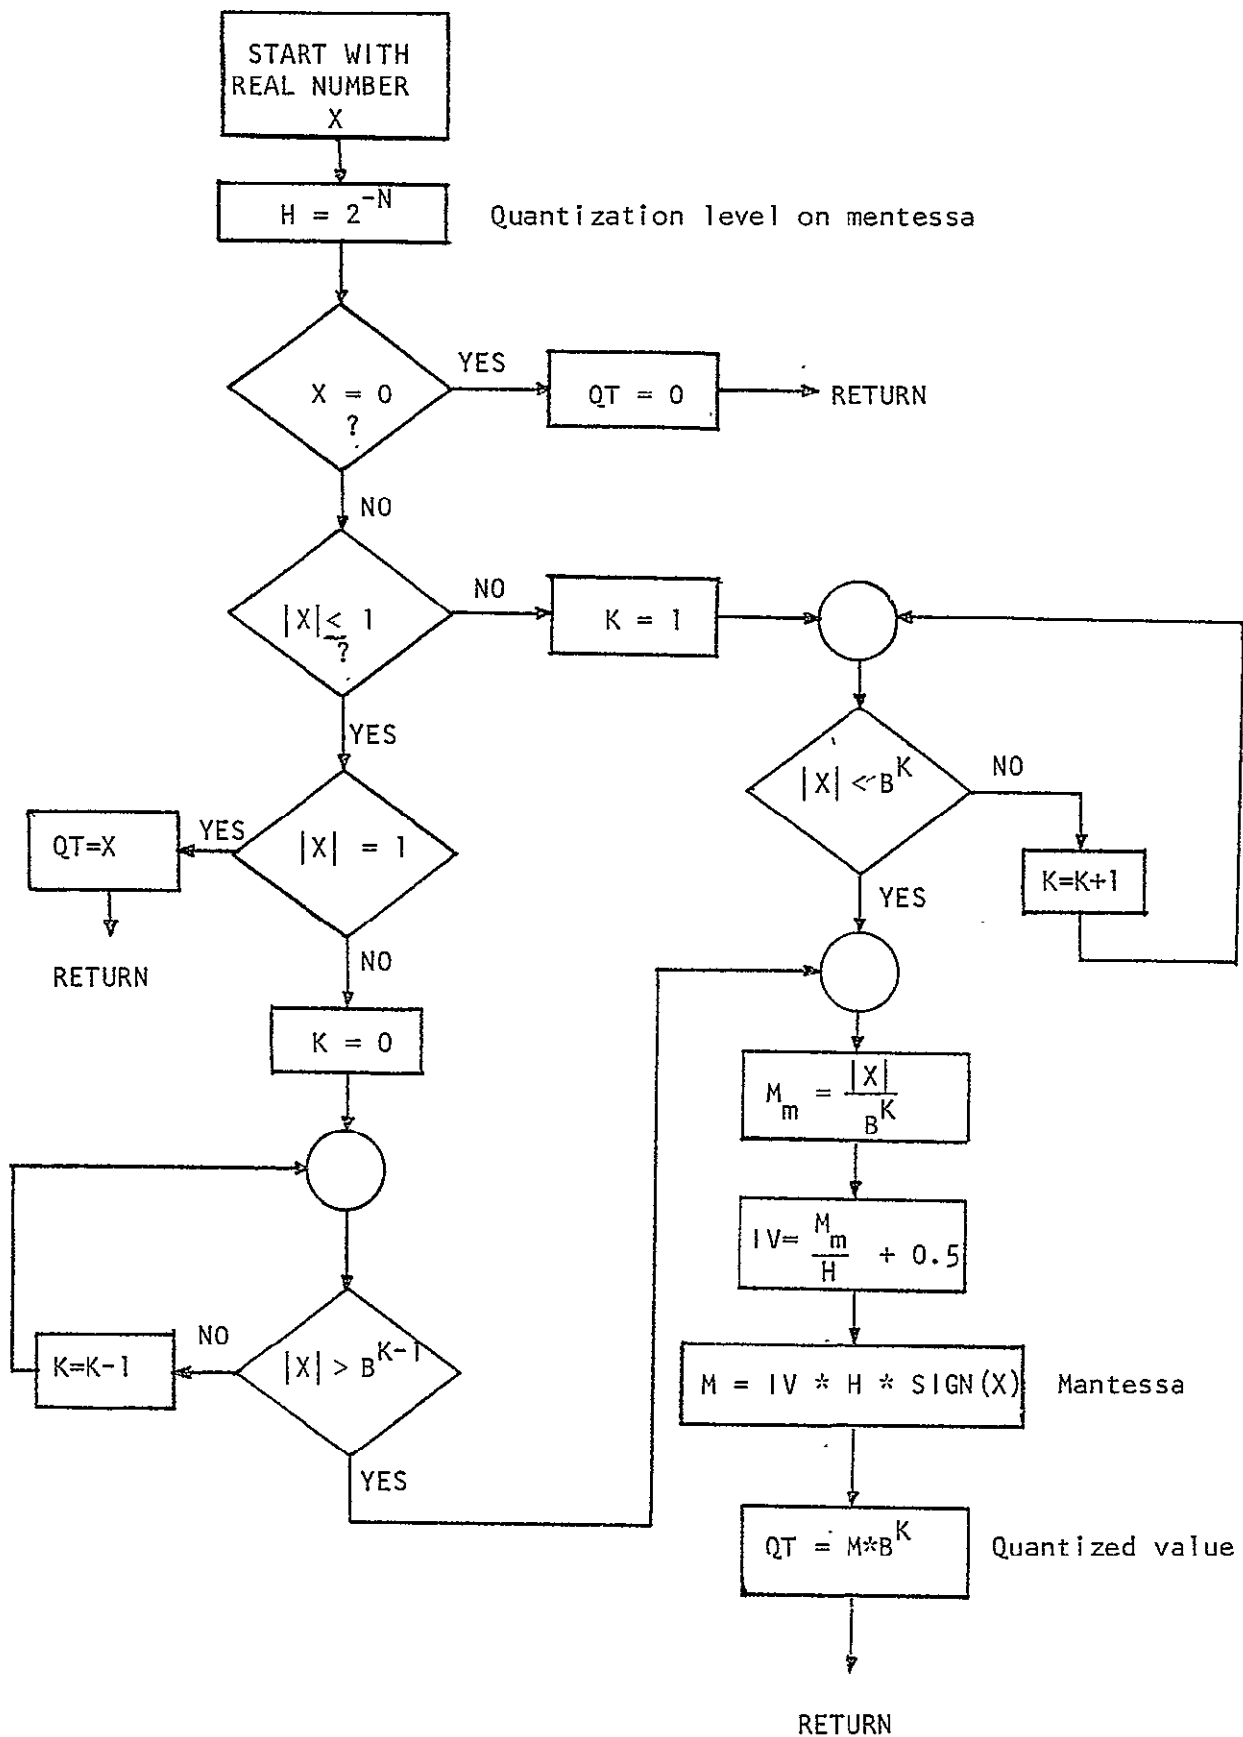 START WITH
REAL NUMBER
X
H = 2^-N
Quantization level on mentessa
X = 0
?
YES
QT = 0
RETURN
NO
|X| ≤ 1
?
NO
K = 1
YES
|X| < B^K
NO
K=K+1
YES
|X| = 1
YES
QT=X
RETURN
NO
K = 0
|X| > B^K-1
NO
K=K-1
YES
M_m = |X| / B^K
IV= M_m / H + 0.5
M = IV * H * SIGN(X)
Mantessa
QT = M*B^K
Quantized value
RETURN